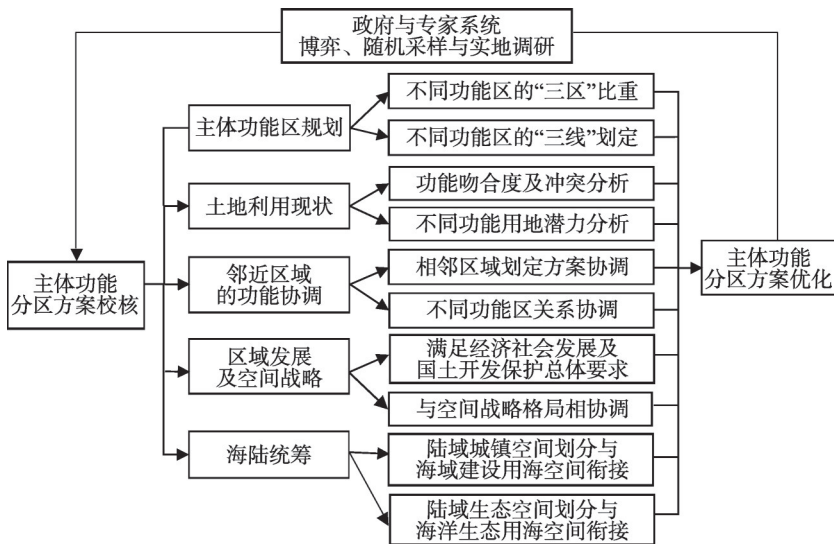 政府与专家系统
博弈、随机采样与实地调研
主体功能
分区方案校核
主体功能区规划
不同功能区的“三区”比重
不同功能区的“三线”划定
土地利用现状
功能吻合度及冲突分析
不同功能用地潜力分析
邻近区域
的功能协调
相邻区域划定方案协调
不同功能区关系协调
区域发展
及空间战略
满足经济社会发展及
国土开发保护总体要求
与空间战略格局相协调
海陆统筹
陆域城镇空间划分与
海域建设用海空间衔接
陆域生态空间划分与
海洋生态用海空间衔接
主体功能
分区方案优化